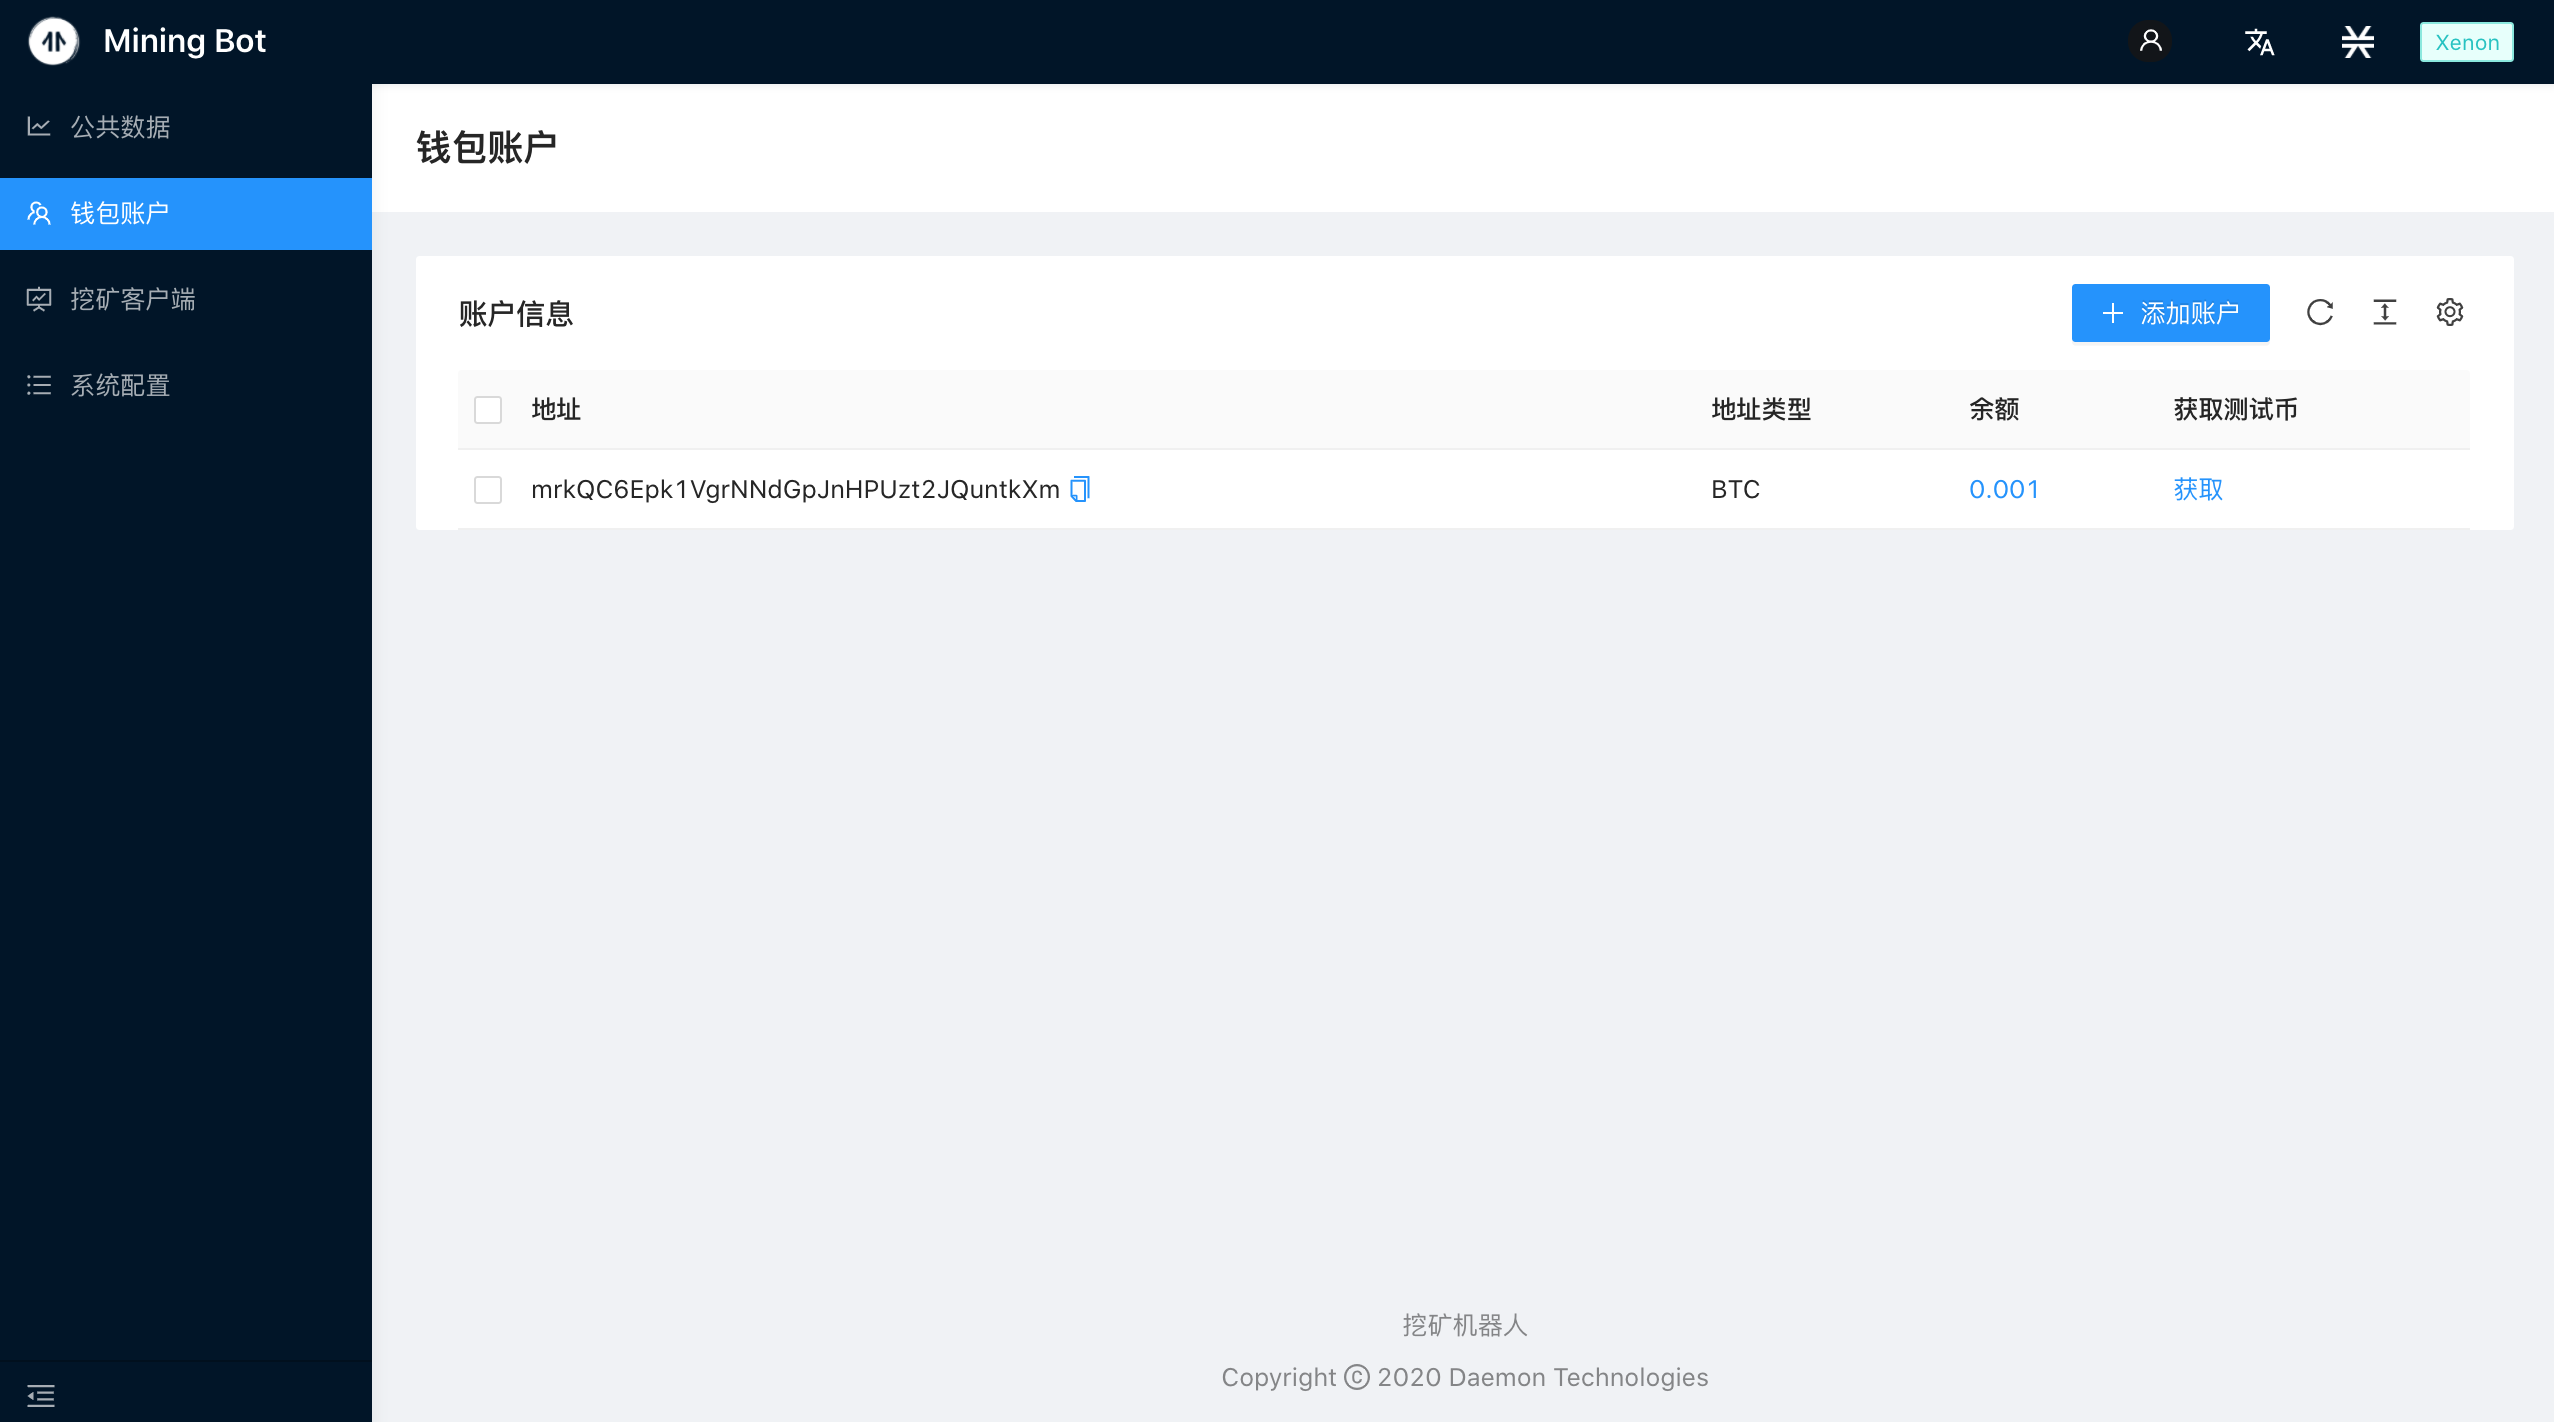 Mining Bot
Xenon
公共数据
钱包账户
挖矿客户端
系统配置
钱包账户
账户信息
添加账户
地址 地址类型 余额 获取测试币
mrkQC6Epk1VgrNNdGpJnHPUzt2JQuntkXm BTC 0.001 获取
挖矿机器人
Copyright © 2020 Daemon Technologies